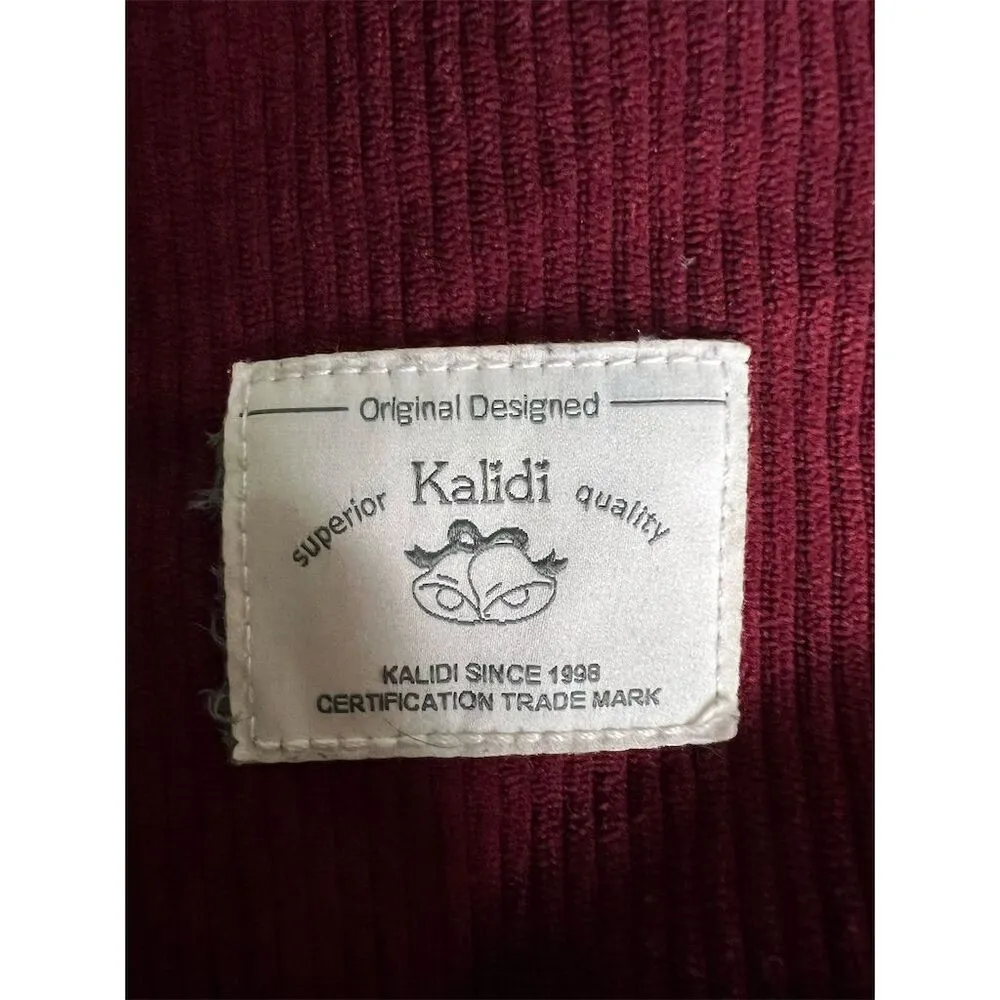 Original Designed
Kalidi
superior quality
KALIDI SINCE 1998
CERTIFICATION TRADE MARK